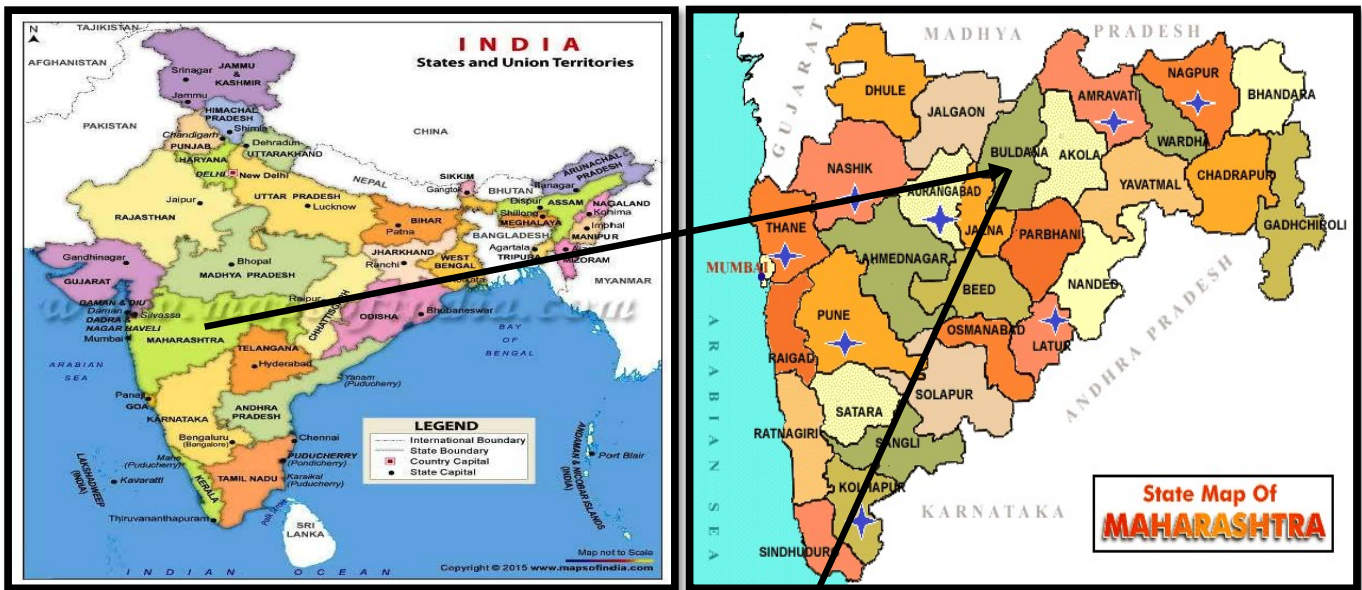 INDIA
States and Union Territories
N
TAJIKISTAN
AFGHANISTAN
PAKISTAN
CHINA
NEPAL
BHUTAN
BANGLADESH
MYANMAR
SRI
LANKA
JAMMU
&
KASHMIR
Srinagar
Jammu
HIMACHAL
PRADESH
Shimla
Chandigarh
PUNJAB
Dehradun
UTTARAKHAND
HARYANA
DELHI
New Delhi
RAJASTHAN
Jaipur
UTTAR PRADESH
Lucknow
BIHAR
Patna
SIKKIM
Gangtok
ARUNACHAL
PRADESH
Itanagar
Dispur
ASSAM
NAGALAND
Kohima
Shillong
MEGHALAYA
Imphal
MANIPUR
Agartala
TRIPURA
MIZORAM
GUJARAT
Gandhinagar
Bhopal
MADHYA PRADESH
JHARKHAND
Ranchi
WEST
BENGAL
Raipur
CHHATTISGARH
ODISHA
Bhubaneswar
DAMAN & DIU
Daman
Silvassa
DADRA &
NAGAR HAVELI
Mumbai
MAHARASHTRA
TELANGANA
Hyderabad
Yanam
(Puducherry)
ANDHRA
PRADESH
Panaji
GOA
KARNATAKA
Bengaluru
(Bangalore)
Chennai
Mahe
(Puducherry)
PUDUCHERRY
(Pondicherry)
Karaikal
(Puducherry)
KERALA
TAMIL NADU
Thiruvananthapuram
LAKSHADWEEP
(INDIA)
Kavaratti
ANDAMAN & NICOBAR ISLANDS
(INDIA)
Port Blair
ARABIAN
SEA
BAY
OF
BENGAL
INDIAN OCEAN
LEGEND
International Boundary
State Boundary
Country Capital
State Capital
Map not to Scale
Copyright © 2015 www.mapsofindia.com
MADHYA PRADESH
GUJARAT
DHULE
JALGAON
BULDANA
AKOLA
AMRAVATI
NAGPUR
BHANDARA
WARDHA
NASHIK
AURANGABAD
JALNA
PARBHANI
YAVATMAL
CHADRAPUR
GADHCHIROLI
THANE
MUMBAI
AHMEDNAGAR
BEED
NANDED
PUNE
RAIGAD
OSMANABAD
LATUR
SATARA
SOLAPUR
RATNAGIRI
SANGLI
KOLHAPUR
SINDHUDURG
ARABIAN SEA
ANDHRA PRADESH
KARNATAKA
State Map Of
MAHARASHTRA